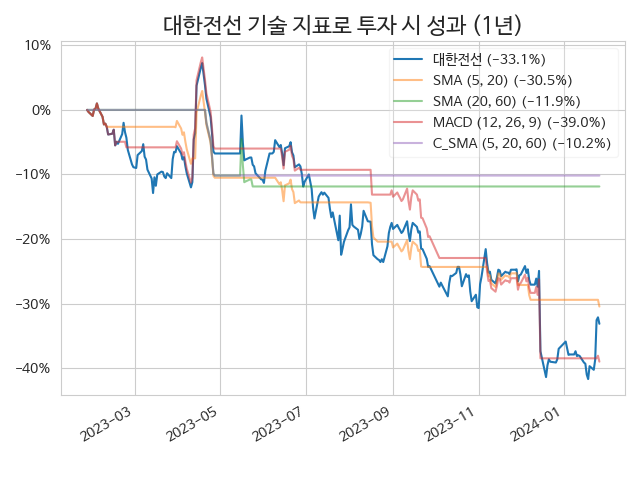 대한전선 기술 지표로 투자 시 성과 (1년)
10%
0%
−10%
−20%
−30%
−40%
대한전선 (−33.1%)
SMA (5, 20) (−30.5%)
SMA (20, 60) (−11.9%)
MACD (12, 26, 9) (−39.0%)
C_SMA (5, 20, 60) (−10.2%)
2023−03
2023−05
2023−07
2023−09
2023−11
2024−01